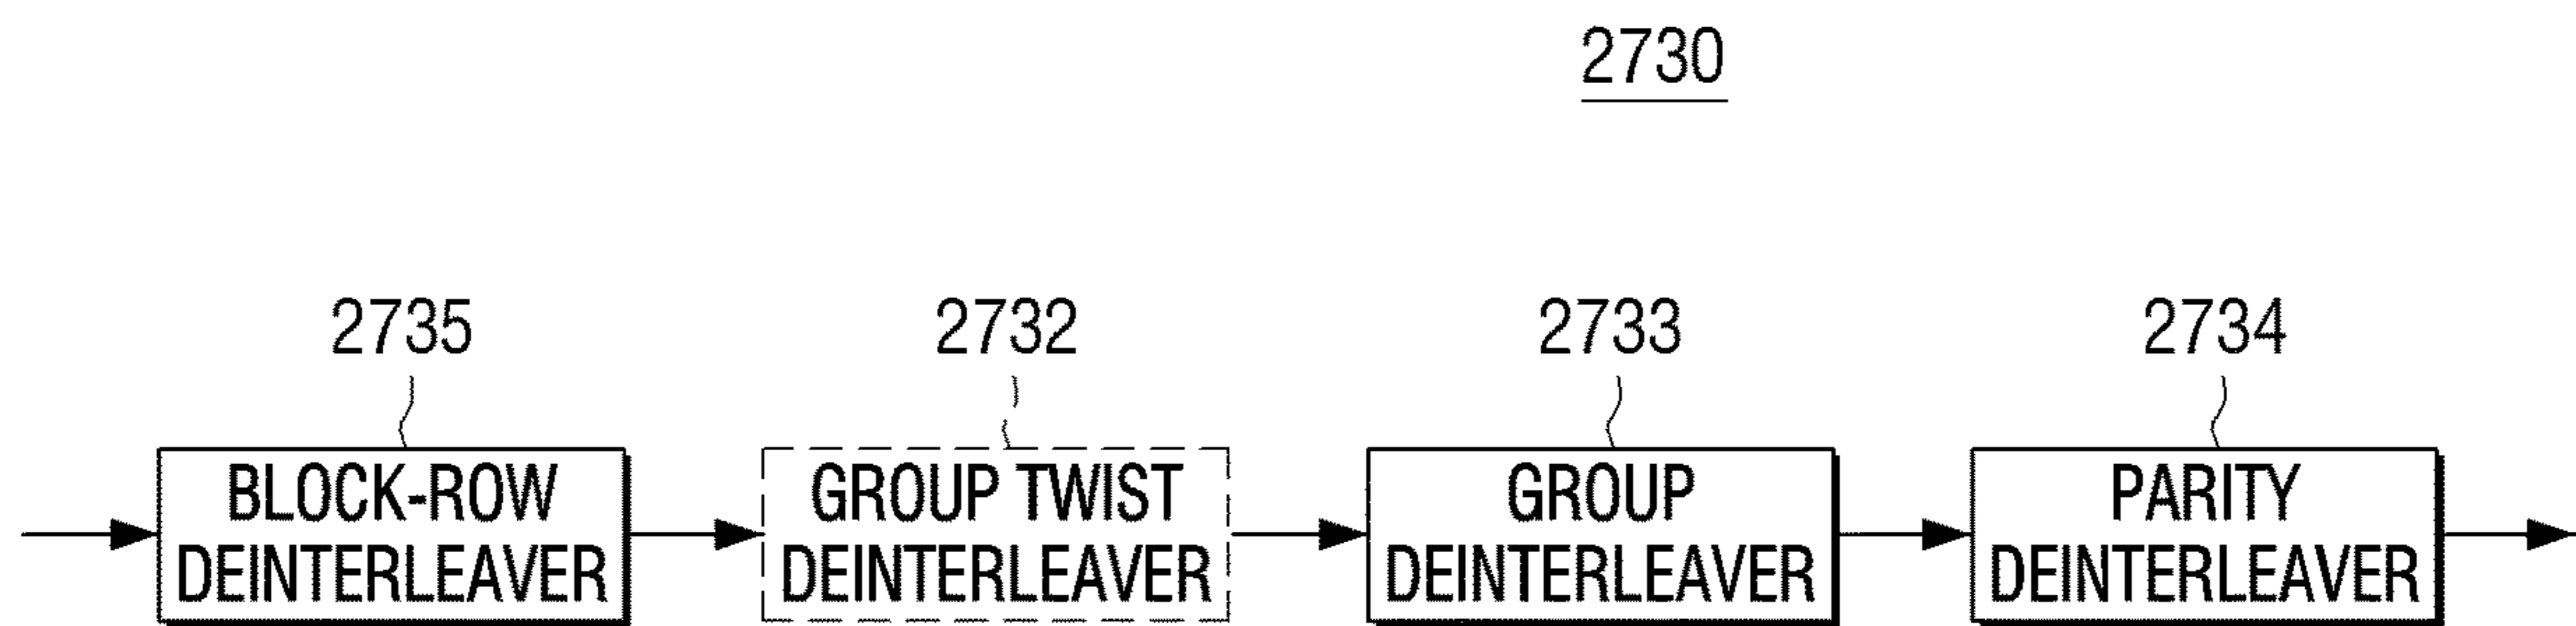 2730
2735
2732
2733
2734
BLOCK-ROW
DEINTERLEAVER
GROUP TWIST
DEINTERLEAVER
GROUP
DEINTERLEAVER
PARITY
DEINTERLEAVER